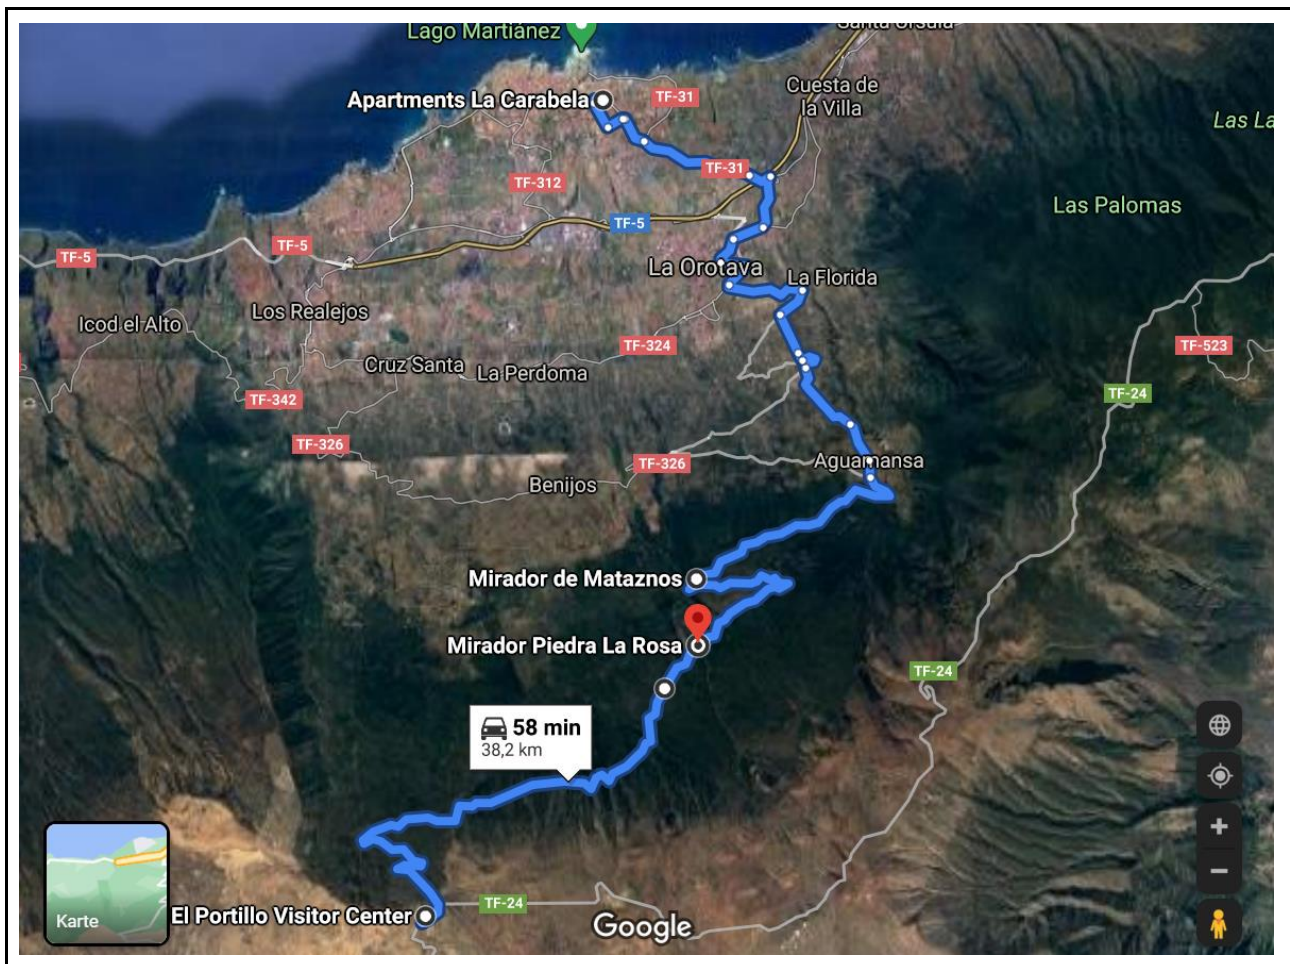 Lago Martiánez
Santa Úrsula
Apartments La Carabela
TF-31
Cuesta de
la Villa
Las La
TF-31
TF-312
Las Palomas
TF-5
TF-5
TF-5
La Orotava
La Florida
Los Realejos
Icod el Alto
TF-324
TF-523
Cruz Santa
La Perdoma
TF-24
TF-342
TF-326
TF-326
Aguamansa
Benijos
Mirador de Mataznos
Mirador Piedra La Rosa
TF-24
58 min
38,2 km
Karte
El Portillo Visitor Center
TF-24
Google